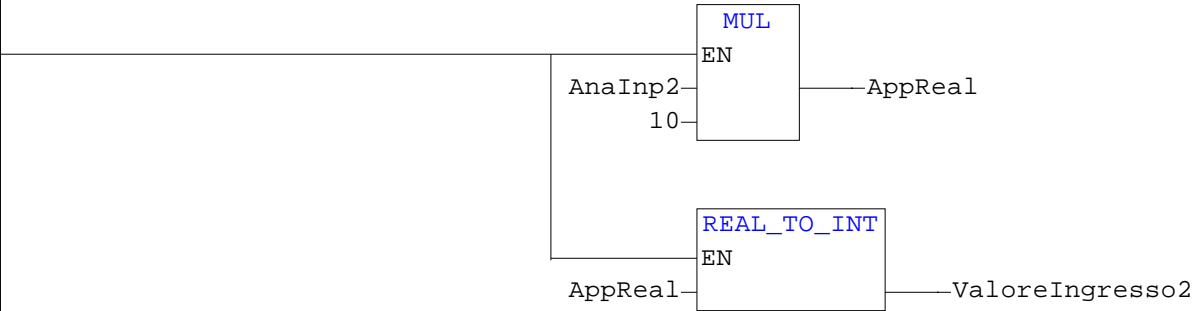 MUL
EN
AnaInp2
AppReal
10
REAL_TO_INT
EN
AppReal
ValoreIngresso2